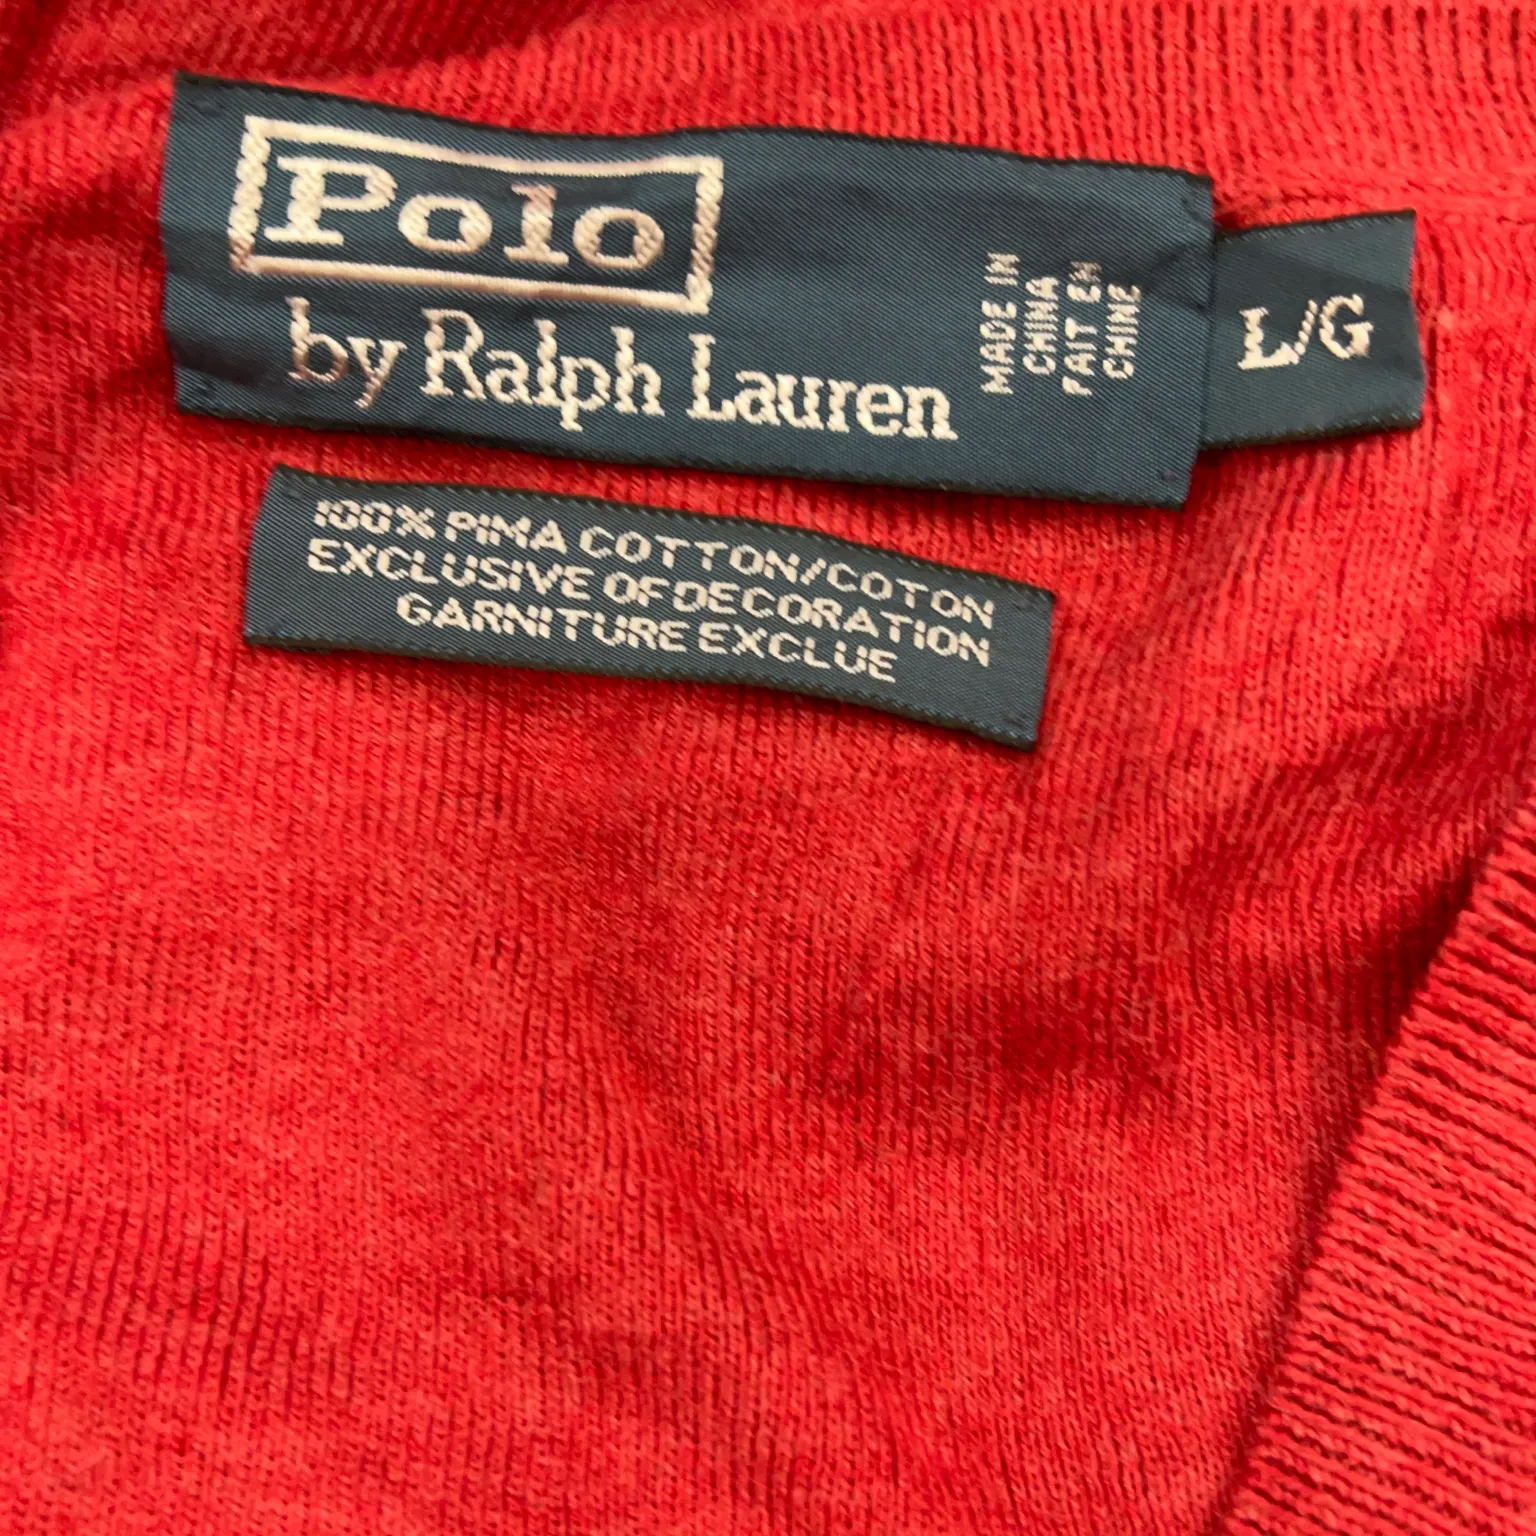 Polo
by Ralph Lauren
MADE IN
CHINA
FAIT EN
CHINE
L/G
100% PIMA COTTON/COTON
EXCLUSIVE OF DECORATION
GARNITURE EXCLUE